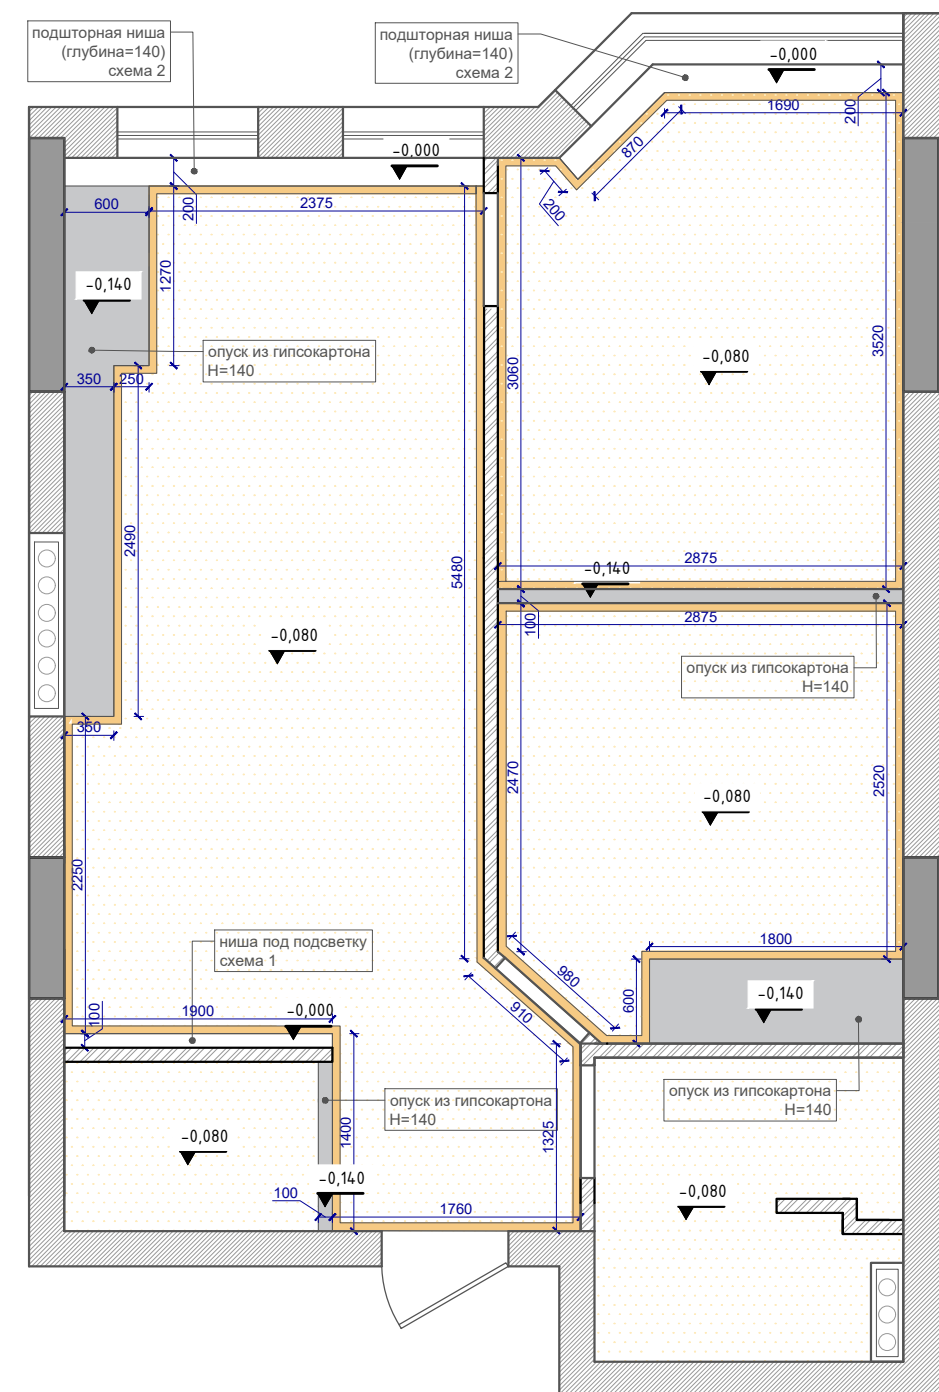 подшторная ниша
(глубина=140)
схема 2
подшторная ниша
(глубина=140)
схема 2
-0,000
1690
200
870
-0,000
200
600
200
2375
1270
-0,140
опуск из гипсокартона
H=140
350
250
3060
3520
-0,080
2490
5480
2875
-0,140
100
2875
-0,080
опуск из гипсокартона
H=140
350
2470
2520
-0,080
2250
ниша под подсветку
схема 1
1800
980
600
-0,140
100
1900
-0,000
910
опуск из гипсокартона
H=140
опуск из гипсокартона
H=140
1400
1325
-0,080
-0,140
100
1760
-0,080